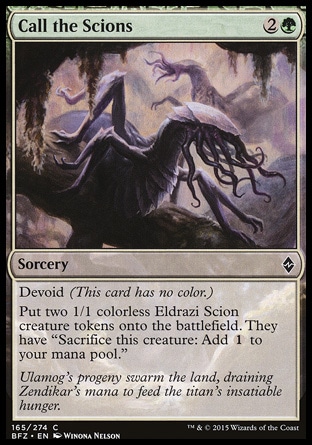 Call the Scions 2
Sorcery
Devoid (This card has no color.)
Put two 1/1 colorless Eldrazi Scion
creature tokens onto the battlefield. They
have “Sacrifice this creature: Add 1 to
your mana pool.”
Ulamog’s progeny swarm the land, draining
Zendikar’s mana to feed the titan’s insatiable
hunger.
165/274 C
BFZ • EN Winona Nelson
™ & © 2015 Wizards of the Coast